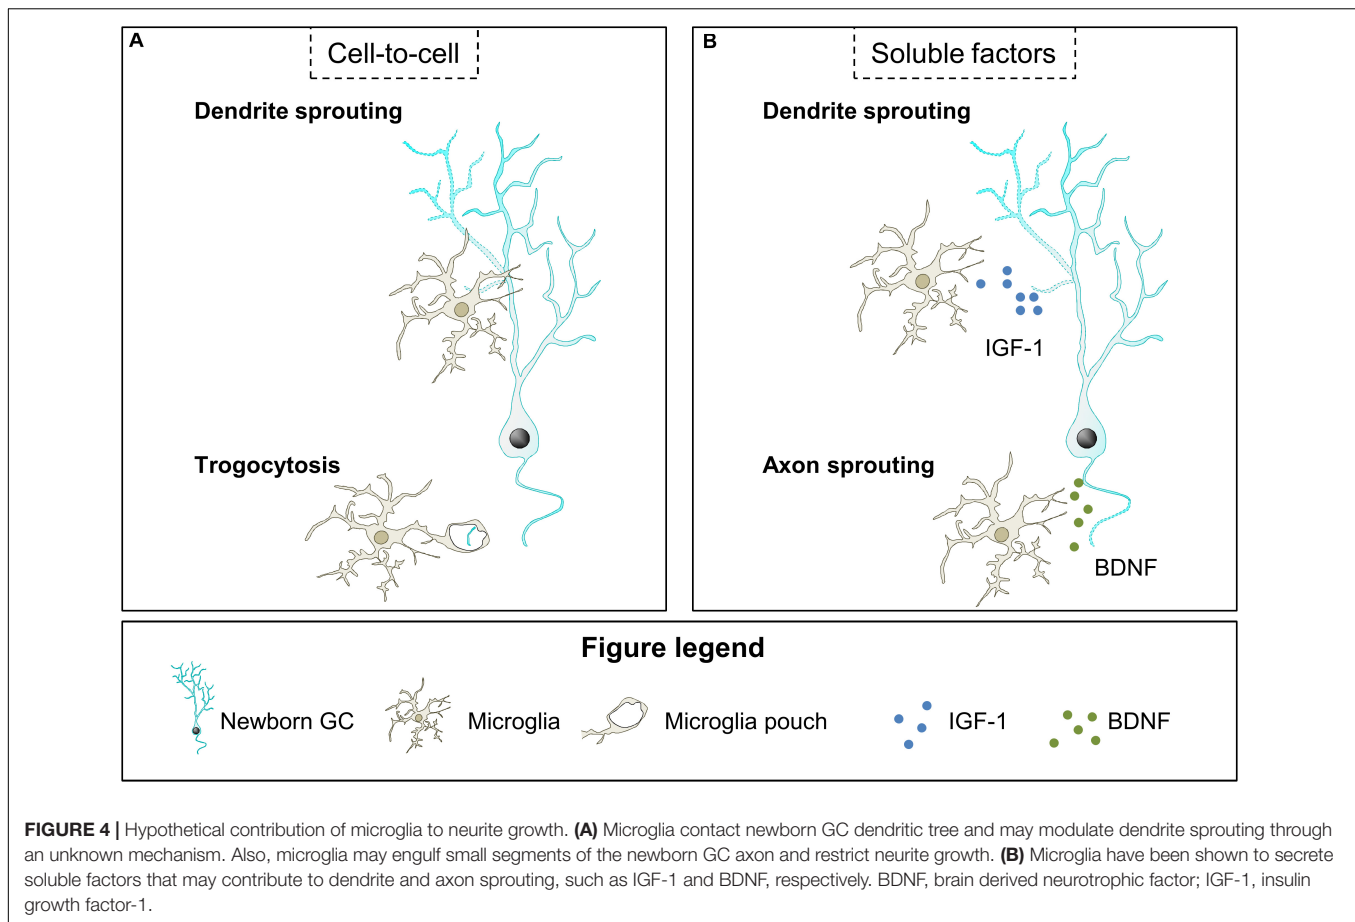 A
Cell-to-cell
Dendrite sprouting
Trogocytosis
B
Soluble factors
Dendrite sprouting
IGF-1
Axon sprouting
BDNF
Figure legend
Newborn GC
Microglia
Microglia pouch
IGF-1
BDNF
FIGURE 4 | Hypothetical contribution of microglia to neurite growth. (A) Microglia contact newborn GC dendritic tree and may modulate dendrite sprouting through
an unknown mechanism. Also, microglia may engulf small segments of the newborn GC axon and restrict neurite growth. (B) Microglia have been shown to secrete
soluble factors that may contribute to dendrite and axon sprouting, such as IGF-1 and BDNF, respectively. BDNF, brain derived neurotrophic factor; IGF-1, insulin
growth factor-1.